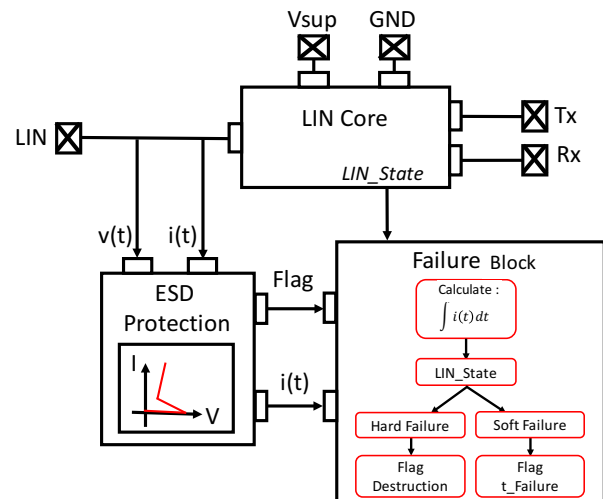 Vsup
GND
LIN Core
LIN
Tx
Rx
LIN_State
v(t)
i(t)
ESD
Protection
I
V
Flag
i(t)
Failure Block
Calculate :
∫ i(t) dt
LIN_State
Hard Failure
Soft Failure
Flag
Destruction
Flag
t_Failure